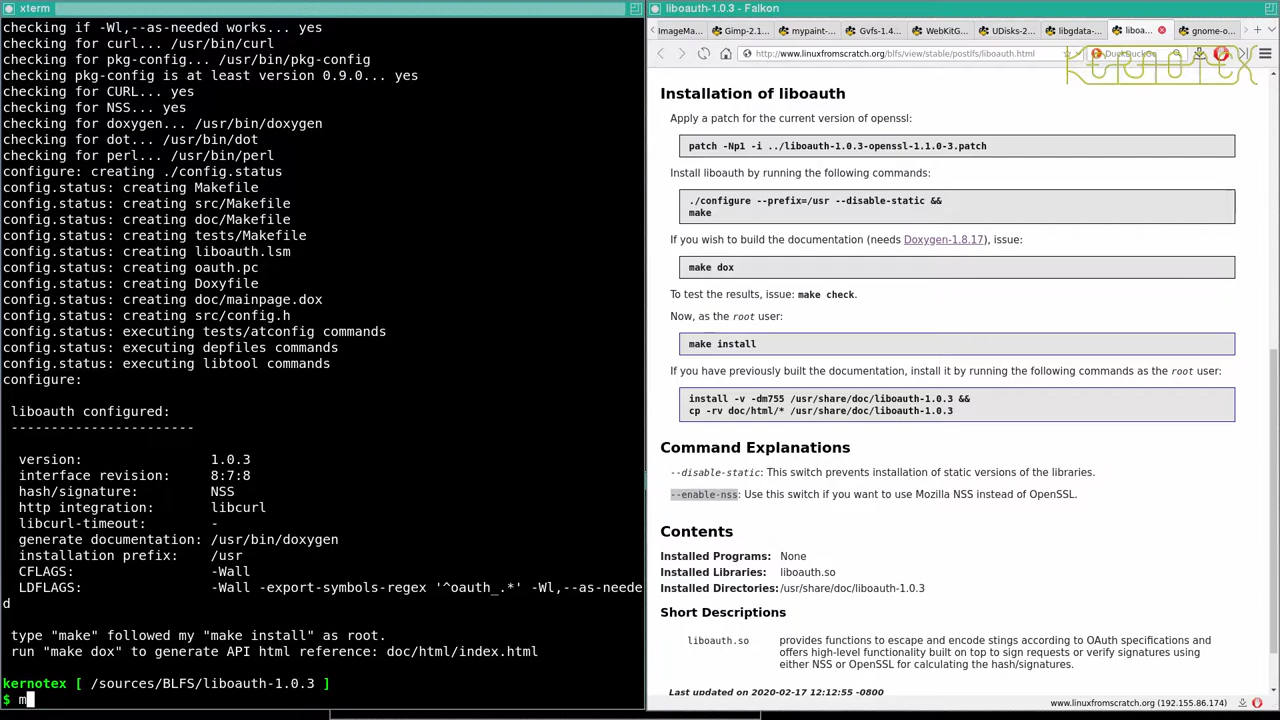 xterm
checking if -Wl,--as-needed works... yes
checking for curl... /usr/bin/curl
checking for pkg-config... /usr/bin/pkg-config
checking pkg-config is at least version 0.9.0... yes
checking for CURL... yes
checking for NSS... yes
checking for doxygen... /usr/bin/doxygen
checking for dot... /usr/bin/dot
checking for perl... /usr/bin/perl
configure: creating ./config.status
config.status: creating Makefile
config.status: creating src/Makefile
config.status: creating doc/Makefile
config.status: creating tests/Makefile
config.status: creating liboauth.lsm
config.status: creating oauth.pc
config.status: creating Doxyfile
config.status: creating doc/mainpage.dox
config.status: creating src/config.h
config.status: executing tests/atconfig commands
config.status: executing depfiles commands
config.status: executing libtool commands
configure:
liboauth configured:
-----------------------
version: 1.0.3
interface revision: 8:7:8
hash/signature: NSS
http integration: libcurl
libcurl-timeout: -
generate documentation: /usr/bin/doxygen
installation prefix: /usr
CFLAGS: -Wall
LDFLAGS: -Wall -export-symbols-regex '^oauth_.*' -Wl,--as-neede
d
type "make" followed my "make install" as root.
run "make dox" to generate API html reference: doc/html/index.html
kernotex [ /sources/BLFS/liboauth-1.0.3 ]
$ m
liboauth-1.0.3 - Falkon
ImageMa... Gimp-2.1... mypaint-... Gvfs-1.4... WebKitG... UDisks-2... libgdata-... liboa... gnome-o...
http://www.linuxfromscratch.org/blfs/view/stable/postlfs/liboauth.html
DuckDuckGo
KERNOTEX
Installation of liboauth
Apply a patch for the current version of openssl:
patch -Np1 -i ../liboauth-1.0.3-openssl-1.1.0-3.patch
Install liboauth by running the following commands:
./configure --prefix=/usr --disable-static &&
make
If you wish to build the documentation (needs Doxygen-1.8.17), issue:
make dox
To test the results, issue: make check.
Now, as the root user:
make install
If you have previously built the documentation, install it by running the following commands as the root user:
install -v -dm755 /usr/share/doc/liboauth-1.0.3 &&
cp -rv doc/html/* /usr/share/doc/liboauth-1.0.3
Command Explanations
--disable-static: This switch prevents installation of static versions of the libraries.
--enable-nss: Use this switch if you want to use Mozilla NSS instead of OpenSSL.
Contents
Installed Programs: None
Installed Libraries: liboauth.so
Installed Directories: /usr/share/doc/liboauth-1.0.3
Short Descriptions
liboauth.so provides functions to escape and encode stings according to OAuth specifications and
offers high-level functionality built on top to sign requests or verify signatures using
either NSS or OpenSSL for calculating the hash/signatures.
Last updated on 2020-02-17 12:12:55 -0800
www.linuxfromscratch.org (192.155.86.174)